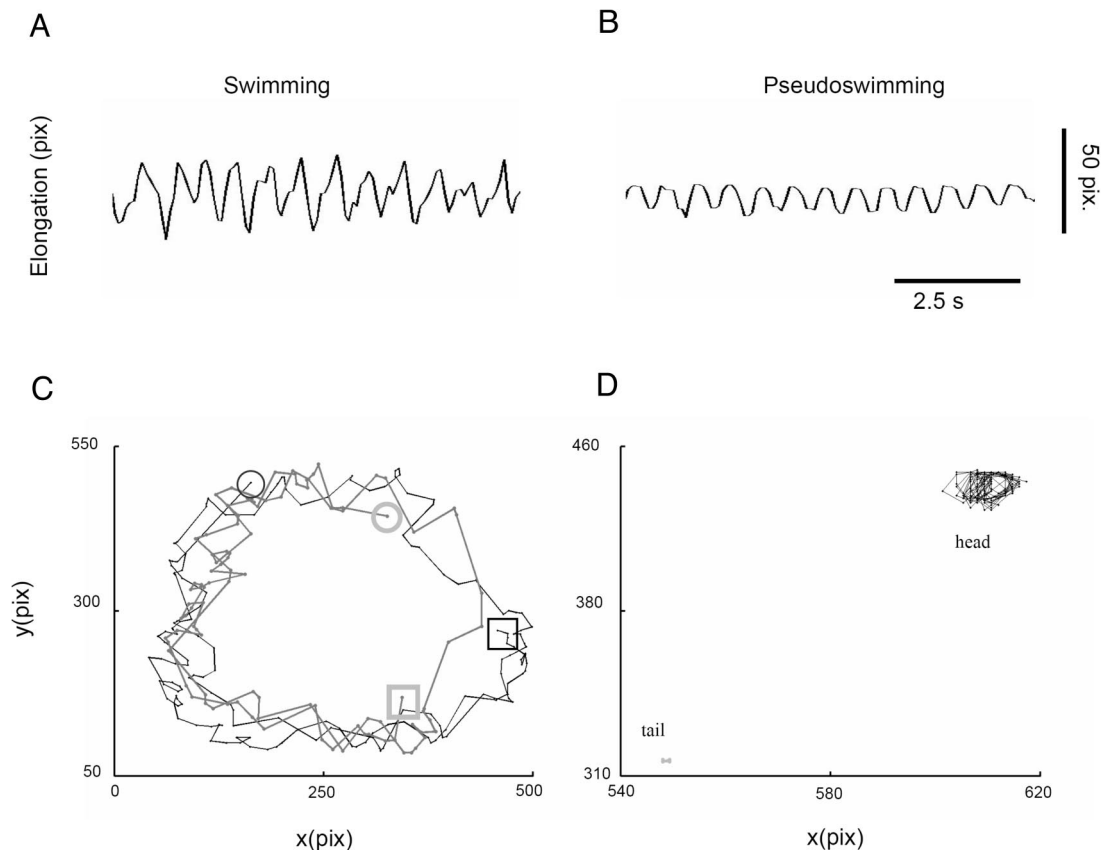 A
B
Swimming
Pseudoswimming
Elongation (pix)
50 pix.
2.5 s
C
D
550
300
50
y(pix)
0
250
500
x(pix)
460
380
310
head
tail
540
580
620
x(pix)